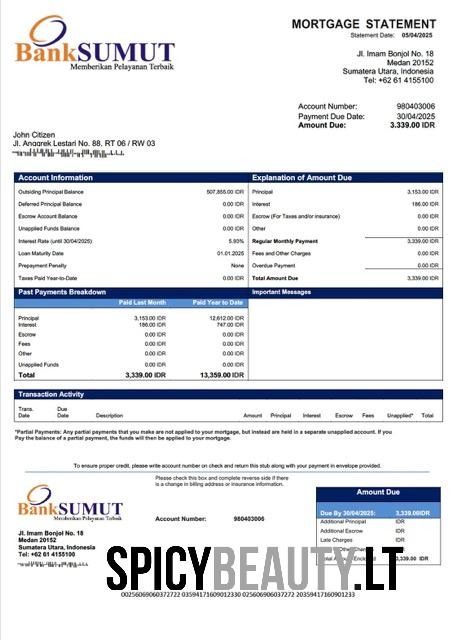 BankSUMUT
Memberikan Pelayanan Terbaik
MORTGAGE STATEMENT
Statement Date: 05/04/2025
Jl. Imam Bonjol No. 18
Medan 20152
Sumatera Utara, Indonesia
Tel: +62 61 4155100
Account Number: 980403006
Payment Due Date: 30/04/2025
Amount Due: 3.339.00 IDR
John Citizen
Jl. Anggrek Lestari No. 88, RT 06 / RW 03
Account Information
Outsiding Principal Balance 507,855.00 IDR
Deferred Principal Balance 0.00 IDR
Escrow Account Balance 0.00 IDR
Unapplied Funds Balance 0.00 IDR
Interest Rate (until 30/04/2025) 5.93%
Loan Maturity Date 01.01.2025
Prepayment Penalty None
Taxes Paid Year-to-Date 0.00 IDR
Explanation of Amount Due
Principal 3,153.00 IDR
Interest 186.00 IDR
Escrow (For Taxes and/or insurance) 0.00 IDR
Other 0.00 IDR
Regular Monthly Payment 3,339.00 IDR
Fees and Other Charges 0.00 IDR
Overdue Payment 0.00 IDR
Total Amount Due 3,339.00 IDR
Past Payments Breakdown
Paid Last Month Paid Year to Date
Principal 3,153.00 IDR 12,612.00 IDR
Interest 186.00 IDR 747.00 IDR
Escrow 0.00 IDR 0.00 IDR
Fees 0.00 IDR 0.00 IDR
Other 0.00 IDR 0.00 IDR
Unapplied Funds 0.00 IDR 0.00 IDR
Total 3,339.00 IDR 13,359.00 IDR
Important Messages
Transaction Activity
Trans. Date Due Date Description Amount Principal Interest Escrow Fees Unapplied* Total
*Partial Payments: Any partial payments that you make are not applied to your mortgage, but instead are held in a separate unapplied account. If you
Pay the balance of a partial payment, the funds will then be applied to your mortgage.
To ensure proper credit, please write account number on check and return this stub along with your payment in envelope provided.
BankSUMUT
Memberikan Pelayanan Terbaik
Jl. Imam Bonjol No. 18
Medan 20152
Sumatera Utara, Indonesia
Tel: +62 61 4155100
Please check this box and complete reverse side if there
is a change in billing address or insurance information.
Account Number: 980403006
Amount Due
Due By 30/04/2025: 3,339.00IDR
Additional Principal IDR
Additional Escrow IDR
Late Charges IDR
Other IDR
Total Amount 3,339.00 IDR
SPICYBEAUTY.LT